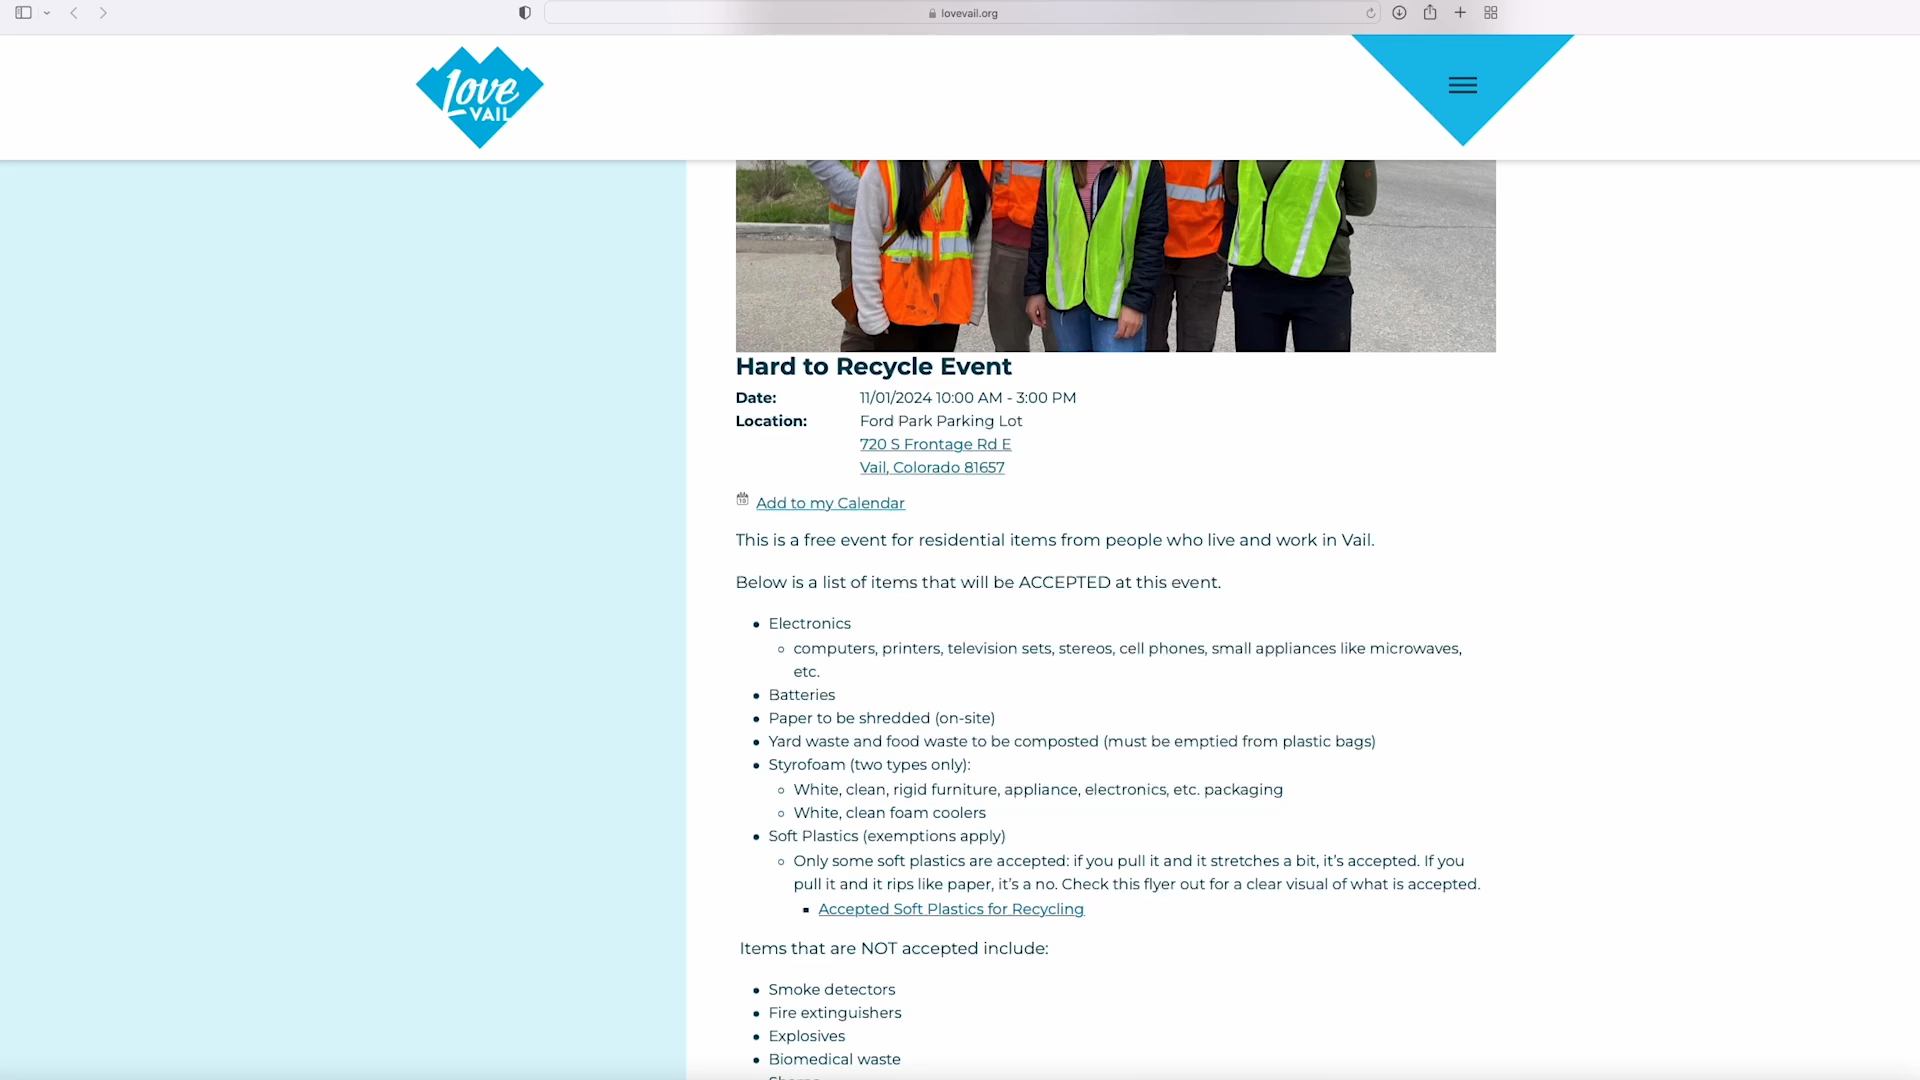 lovevail.org
Love
VAIL
Hard to Recycle Event
Date: 11/01/2024 10:00 AM - 3:00 PM
Location: Ford Park Parking Lot
720 S Frontage Rd E
Vail, Colorado 81657
Add to my Calendar
This is a free event for residential items from people who live and work in Vail.
Below is a list of items that will be ACCEPTED at this event.
Electronics
computers, printers, television sets, stereos, cell phones, small appliances like microwaves,
etc.
Batteries
Paper to be shredded (on-site)
Yard waste and food waste to be composted (must be emptied from plastic bags)
Styrofoam (two types only):
White, clean, rigid furniture, appliance, electronics, etc. packaging
White, clean foam coolers
Soft Plastics (exemptions apply)
Only some soft plastics are accepted: if you pull it and it stretches a bit, it’s accepted. If you
pull it and it rips like paper, it’s a no. Check this flyer out for a clear visual of what is accepted.
Accepted Soft Plastics for Recycling
Items that are NOT accepted include:
Smoke detectors
Fire extinguishers
Explosives
Biomedical waste